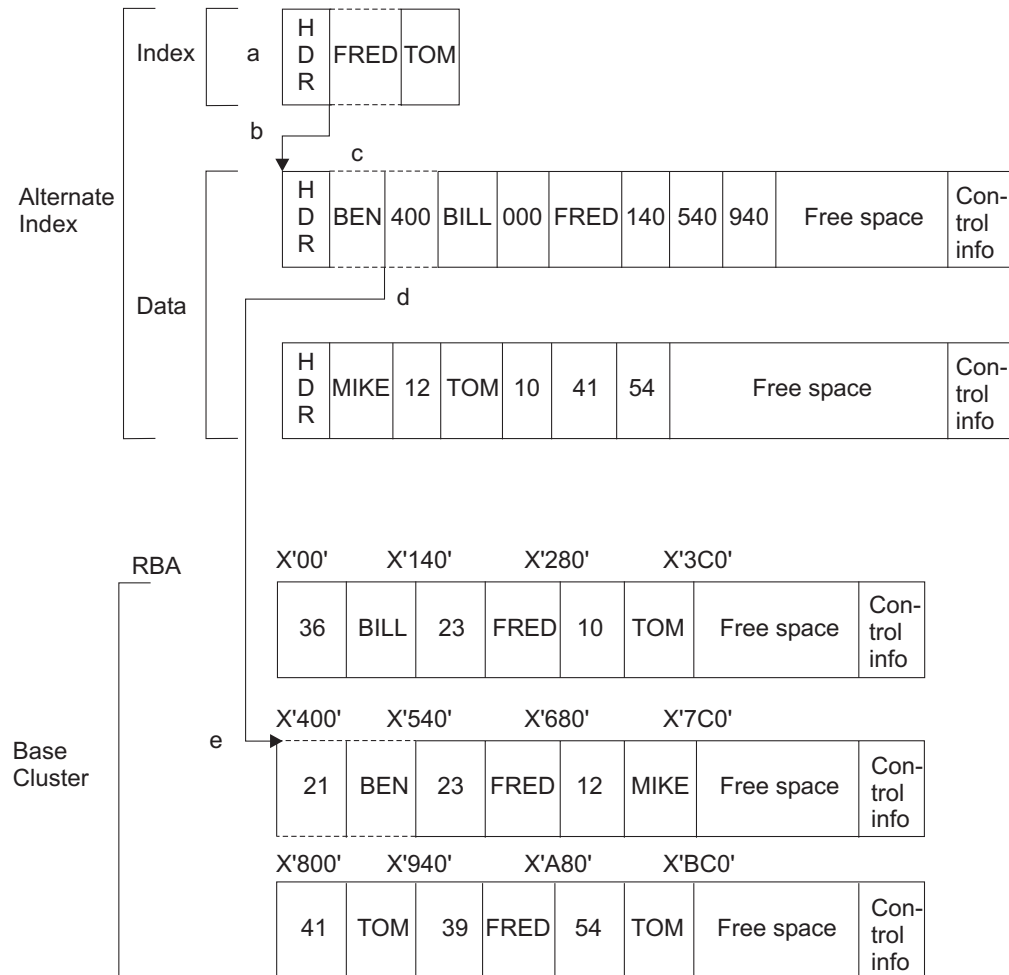 Index a H D R FRED TOM
b
c
Alternate Index
H D R BEN 400 BILL 000 FRED 140 540 940 Free space Con- trol info
d
Data
H D R MIKE 12 TOM 10 41 54 Free space Con- trol info
RBA X'00' X'140' X'280' X'3C0'
36 BILL 23 FRED 10 TOM Free space Con- trol info
X'400' X'540' X'680' X'7C0'
e
Base Cluster
21 BEN 23 FRED 12 MIKE Free space Con- trol info
X'800' X'940' X'A80' X'BC0'
41 TOM 39 FRED 54 TOM Free space Con- trol info